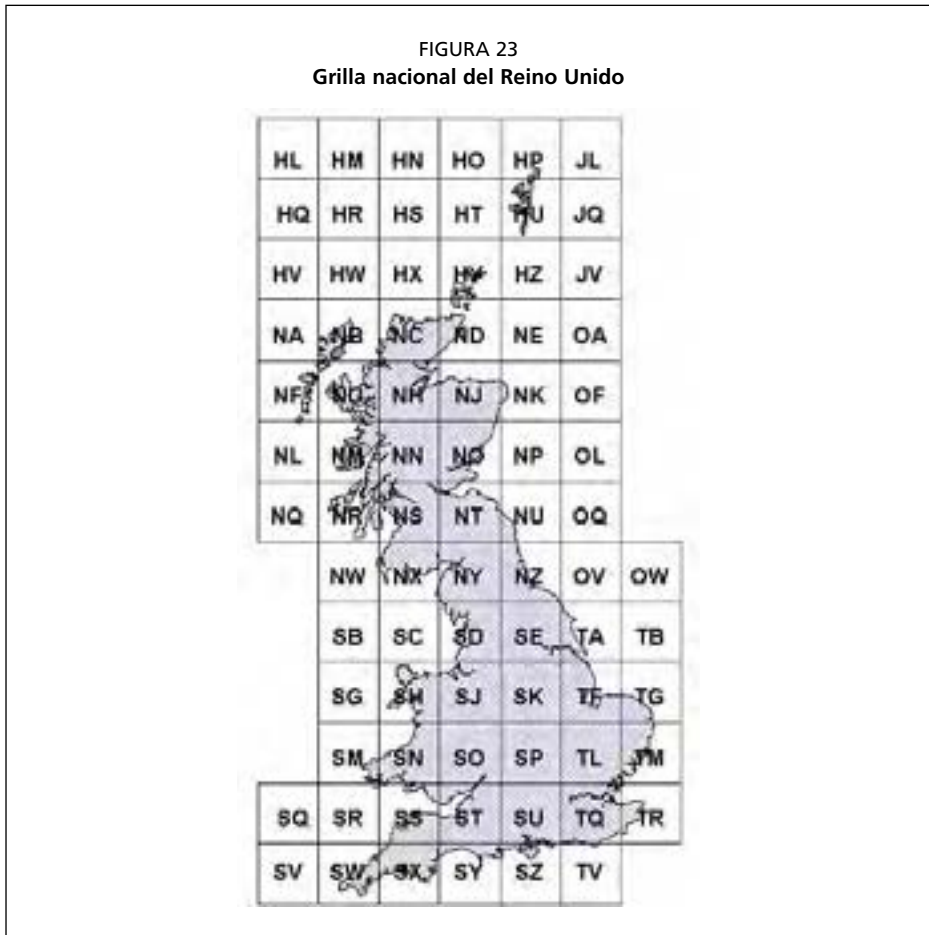 FIGURA 23
Grilla nacional del Reino Unido
HL HM HN HO HP JL
HQ HR HS HT HU JQ
HV HW HX HY HZ JV
NA NB NC ND NE OA
NF NG NH NJ NK OF
NL NM NN NO NP OL
NQ NR NS NT NU OQ
NW NX NY NZ OV OW
SB SC SD SE TA TB
SG SH SJ SK TF TG
SM SN SO SP TL TM
SQ SR SS ST SU TQ TR
SV SW SX SY SZ TV